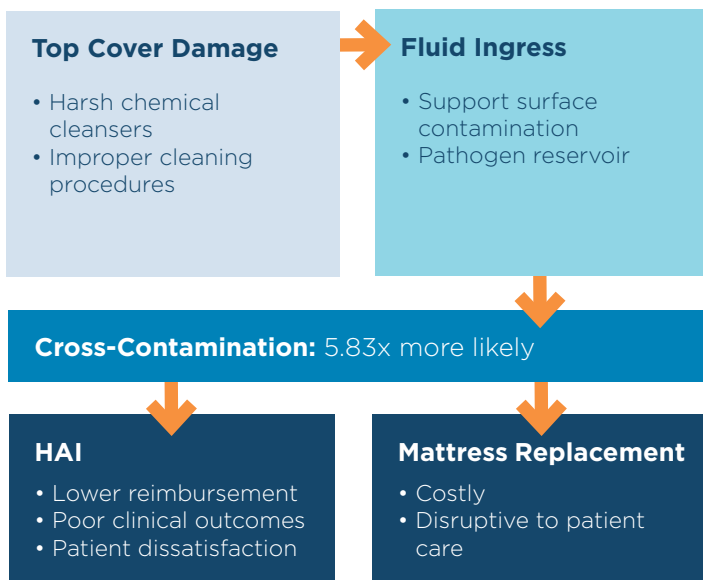 Top Cover Damage
• Harsh chemical
cleansers
• Improper cleaning
procedures
Fluid Ingress
• Support surface
contamination
• Pathogen reservoir
Cross-Contamination: 5.83x more likely
HAI
• Lower reimbursement
• Poor clinical outcomes
• Patient dissatisfaction
Mattress Replacement
• Costly
• Disruptive to patient
care